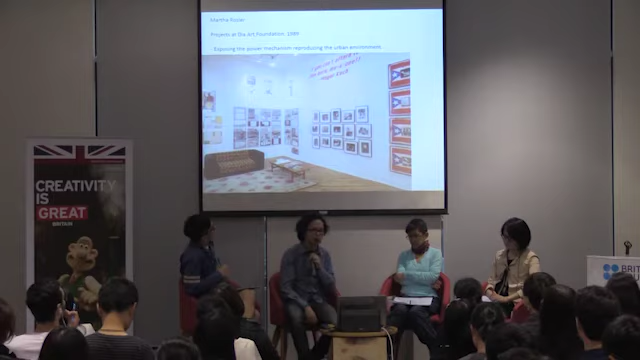 Martha Rosler
Projects at Dia Art Foundation, 1989
Exposing the power mechanism reproducing the urban environment.
CREATIVITY
IS
GREAT
BRITAIN